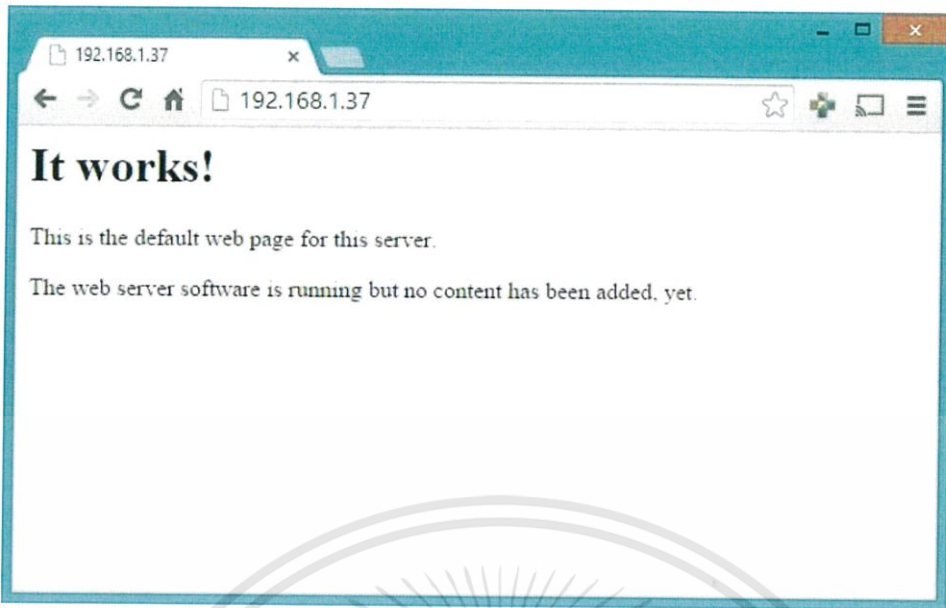 192.168.1.37
192.168.1.37
It works!
This is the default web page for this server.
The web server software is running but no content has been added, yet.